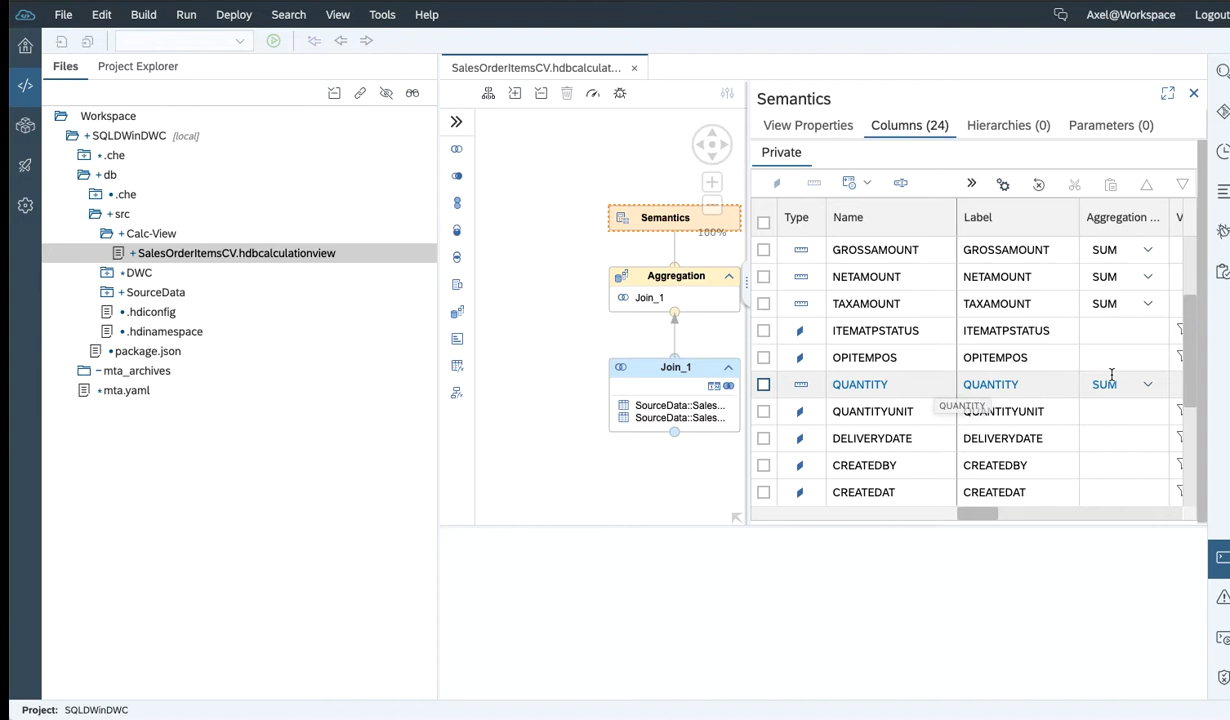 File Edit Build Run Deploy Search View Tools Help Axel@Workspace Logout
Files Project Explorer
Workspace
+ SQLDWinDWC [local]
• .che
+ db
• .che
+ src
+ Calc-View
+ SalesOrderItemsCV.hdbcalculationview
• DWC
+ SourceData
• .hdiconfig
• .hdinamespace
• package.json
– mta_archives
• mta.yaml
SalesOrderItemsCV.hdbcalculat... ×
100%
Semantics
Aggregation
Join_1
Join_1
SourceData::Sales...
SourceData::Sales...
Semantics
View Properties Columns (24) Hierarchies (0) Parameters (0)
Private
Type Name Label Aggregation ... V
GROSSAMOUNT GROSSAMOUNT SUM
NETAMOUNT NETAMOUNT SUM
TAXAMOUNT TAXAMOUNT SUM
ITEMATPSTATUS ITEMATPSTATUS
OPITEMPOS OPITEMPOS
QUANTITY QUANTITY SUM
QUANTITY
QUANTITYUNIT QUANTITYUNIT
DELIVERYDATE DELIVERYDATE
CREATEDBY CREATEDBY
CREATEDAT CREATEDAT
Project: SQLDWinDWC